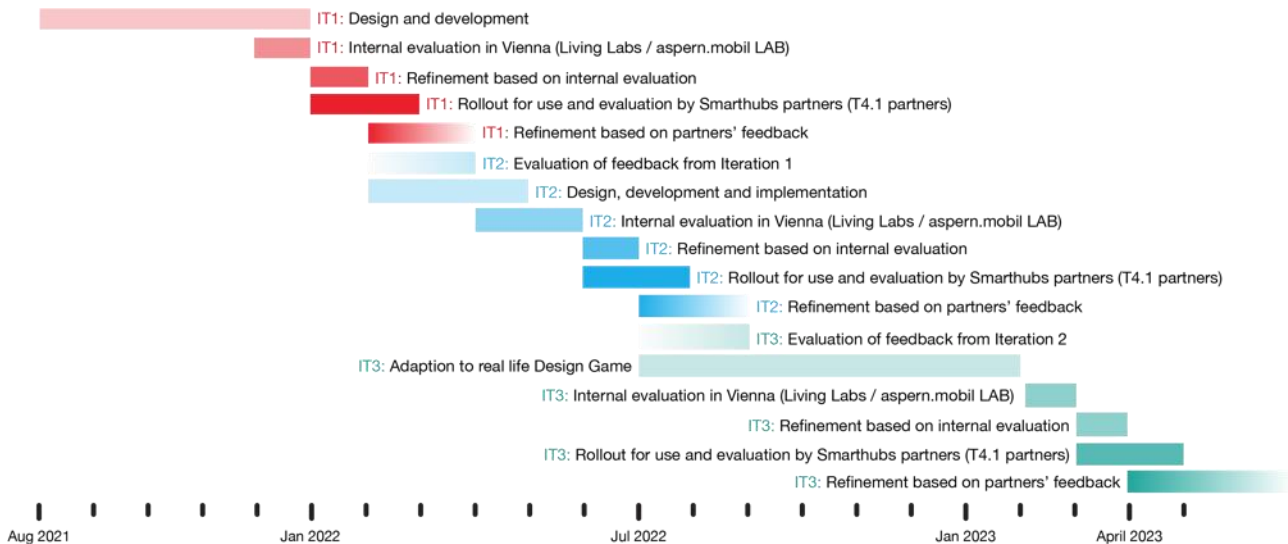 IT1: Design and development
IT1: Internal evaluation in Vienna (Living Labs / aspern.mobil LAB)
IT1: Refinement based on internal evaluation
IT1: Rollout for use and evaluation by Smarthubs partners (T4.1 partners)
IT1: Refinement based on partners' feedback
IT2: Evaluation of feedback from Iteration 1
IT2: Design, development and implementation
IT2: Internal evaluation in Vienna (Living Labs / aspern.mobil LAB)
IT2: Refinement based on internal evaluation
IT2: Rollout for use and evaluation by Smarthubs partners (T4.1 partners)
IT2: Refinement based on partners' feedback
IT3: Evaluation of feedback from Iteration 2
IT3: Adaption to real life Design Game
IT3: Internal evaluation in Vienna (Living Labs / aspern.mobil LAB)
IT3: Refinement based on internal evaluation
IT3: Rollout for use and evaluation by Smarthubs partners (T4.1 partners)
IT3: Refinement based on partners' feedback
Aug 2021 Jan 2022 Jul 2022 Jan 2023 April 2023